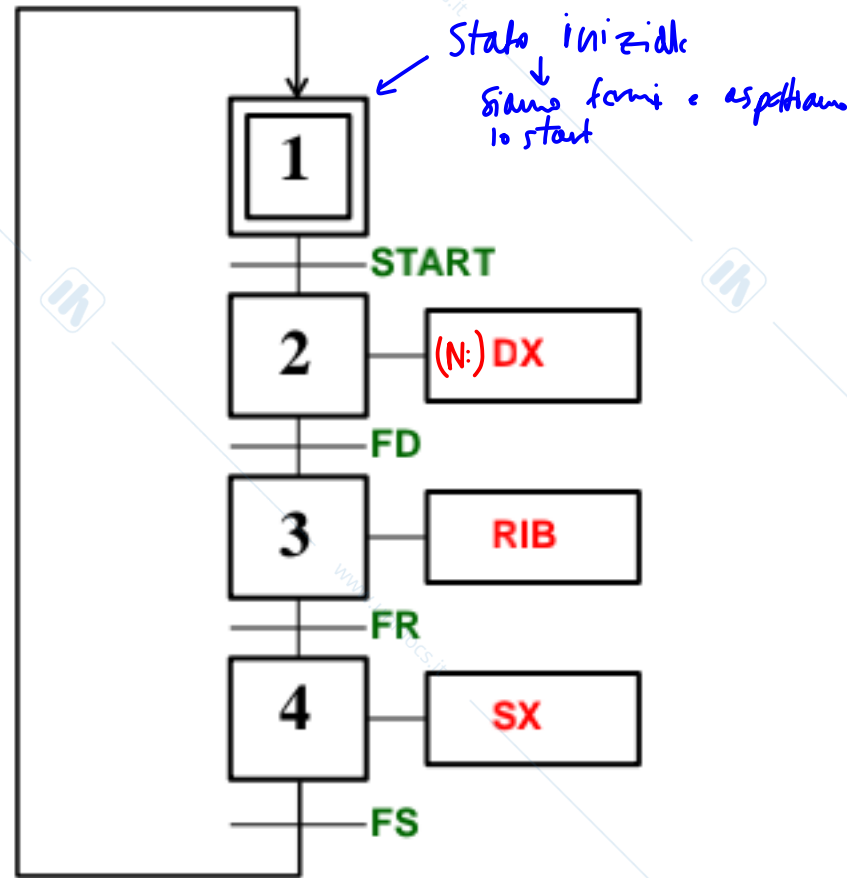 Stato iniziale
siamo fermi e aspettiamo
lo start
1
START
2
(N:) DX
FD
3
RIB
FR
4
SX
FS